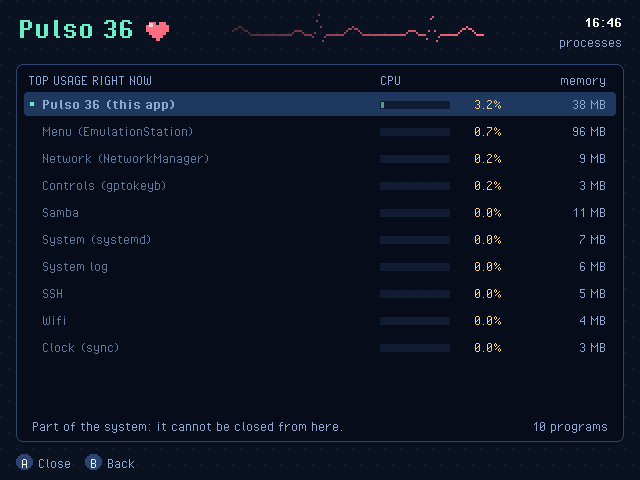 Pulso 36
16:46
processes
TOP USAGE RIGHT NOW CPU memory
Pulso 36 (this app) 3.2% 38 MB
Menu (EmulationStation) 0.7% 96 MB
Network (NetworkManager) 0.2% 9 MB
Controls (gptokeyb) 0.2% 3 MB
Samba 0.0% 11 MB
System (systemd) 0.0% 7 MB
System log 0.0% 6 MB
SSH 0.0% 5 MB
Wifi 0.0% 4 MB
Clock (sync) 0.0% 3 MB
Part of the system: it cannot be closed from here. 10 programs
A Close B Back